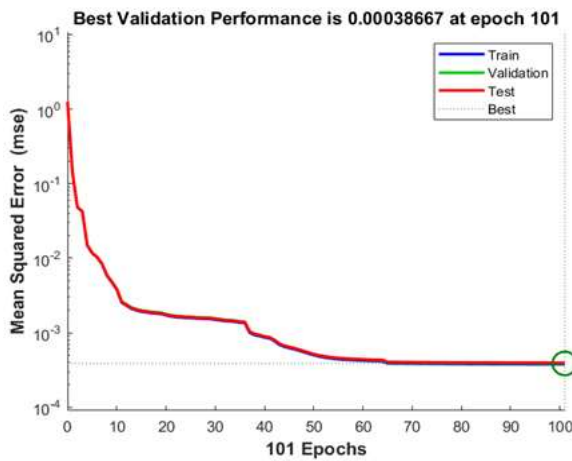 Best Validation Performance is 0.00038667 at epoch 101
Train
Validation
Test
Best
Mean Squared Error (mse)
10^1
10^0
10^-1
10^-2
10^-3
10^-4
0 10 20 30 40 50 60 70 80 90 100
101 Epochs